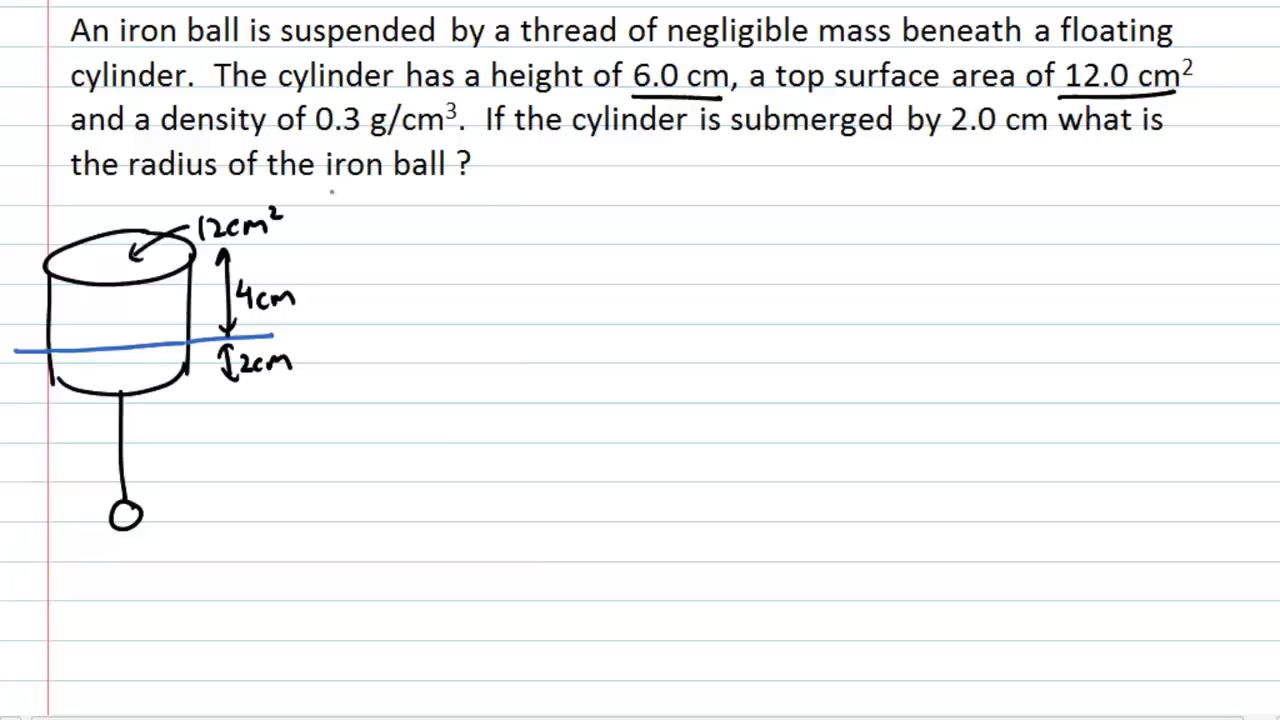 An iron ball is suspended by a thread of negligible mass beneath a floating
cylinder. The cylinder has a height of 6.0 cm, a top surface area of 12.0 cm²
and a density of 0.3 g/cm³. If the cylinder is submerged by 2.0 cm what is
the radius of the iron ball ?
12cm²
4cm
2cm